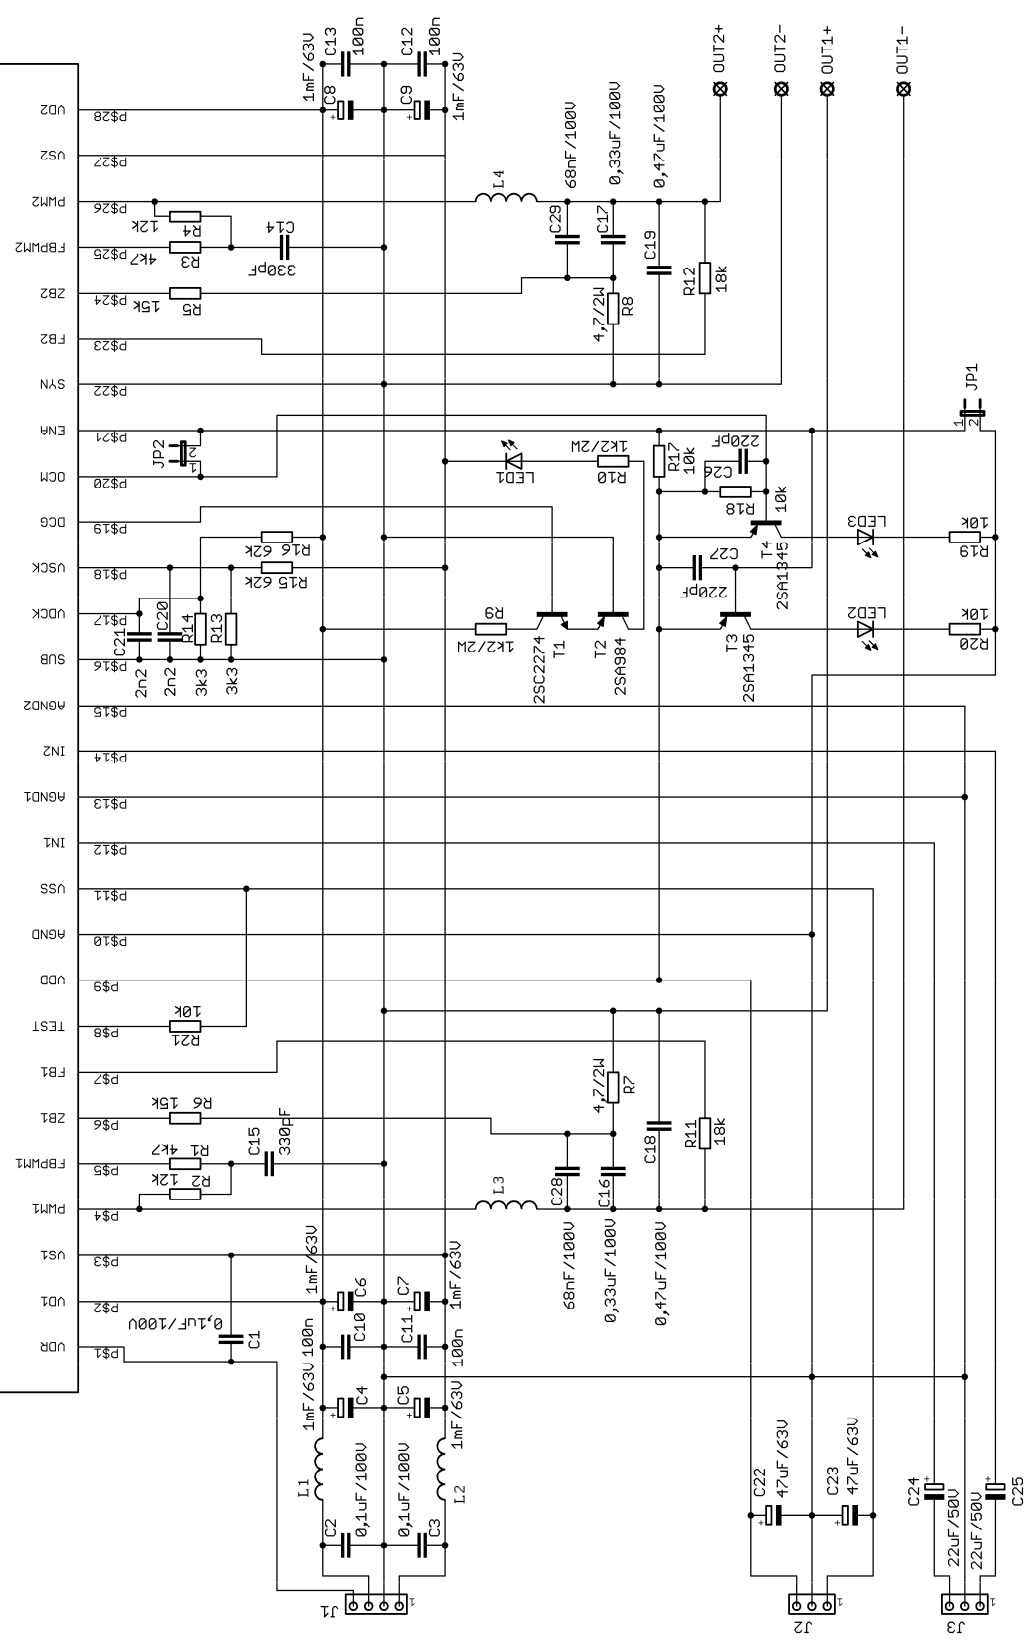 VD2
P$28
VS2
P$27
PWM2
P$26
FBPWM2
P$25
ZB2
P$24
FB2
P$23
SYN
P$22
ENA
P$21
OCM
P$20
DCG
P$19
VSCK
P$18
VDCK
P$17
SUB
P$16
AGND2
P$15
IN2
P$14
AGND1
P$13
IN1
P$12
VSS
P$11
AGND
P$10
VDD
P$9
TEST
P$8
FB1
P$7
ZB1
P$6
FBPWM1
P$5
PWM1
P$4
VS1
P$3
VD1
P$2
VDR
P$1
1mF/63V
C13
100n
C12
100n
C8
C9
1mF/63V
OUT2+
OUT2-
OUT1+
OUT1-
12k
R4
4k7
R3
C14
330pF
15k
R5
L4
68nF/100V
0,33uF/100V
0,47uF/100V
C29
C17
C19
R12
18k
4,7/2W
R8
JP2
1
2
LED1
R10
1k2/2W
R17
10k
C26
220pF
R18
10k
JP1
1
2
R16
62k
R15
62k
C21
2n2
C20
2n2
R14
3k3
R13
3k3
R9
1k2/2W
2SC2274
T1
T2
2SA984
C27
220pF
T4
2SA1345
T3
2SA1345
LED3
LED2
10k
R19
10k
R20
10k
R21
15k
R6
4k7
R1
12k
R2
C15
330pF
4,7/2W
R7
C18
R11
18k
C28
C16
L3
68nF/100V
0,33uF/100V
0,47uF/100V
0,1uF/100V
C1
1mF/63V
C6
C7
1mF/63V
100n
C10
C11
100n
1mF/63V
C4
C5
1mF/63V
L1
L2
C2
0,1uF/100V
0,1uF/100V
C3
J1
1
C22
47uF/63V
C23
47uF/63V
J2
1
C24
22uF/50V
22uF/50V
C25
J3
1